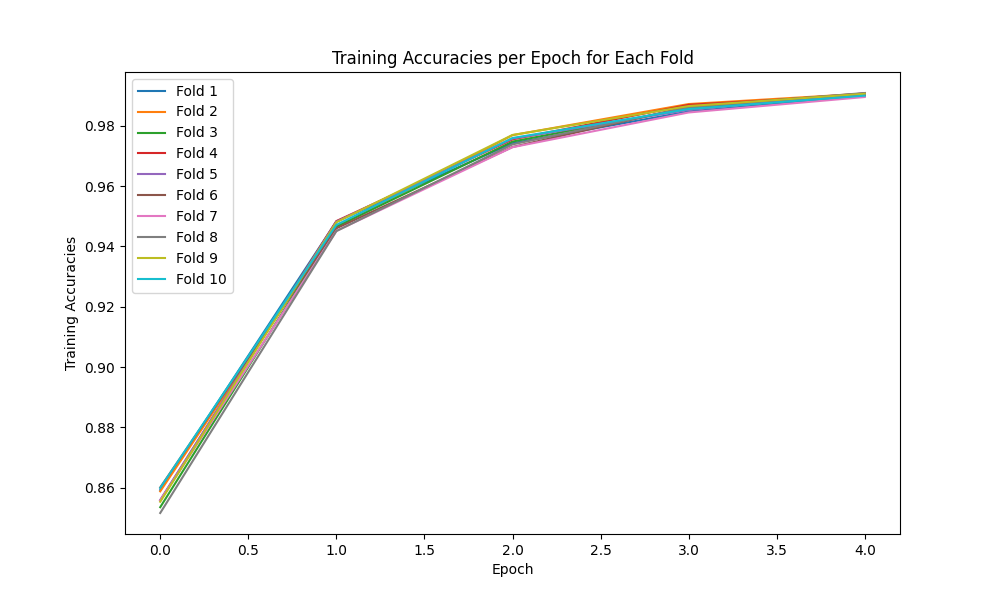 Training Accuracies per Epoch for Each Fold
Training Accuracies
0.98
0.96
0.94
0.92
0.90
0.88
0.86
Fold 1
Fold 2
Fold 3
Fold 4
Fold 5
Fold 6
Fold 7
Fold 8
Fold 9
Fold 10
0.0 0.5 1.0 1.5 2.0 2.5 3.0 3.5 4.0
Epoch